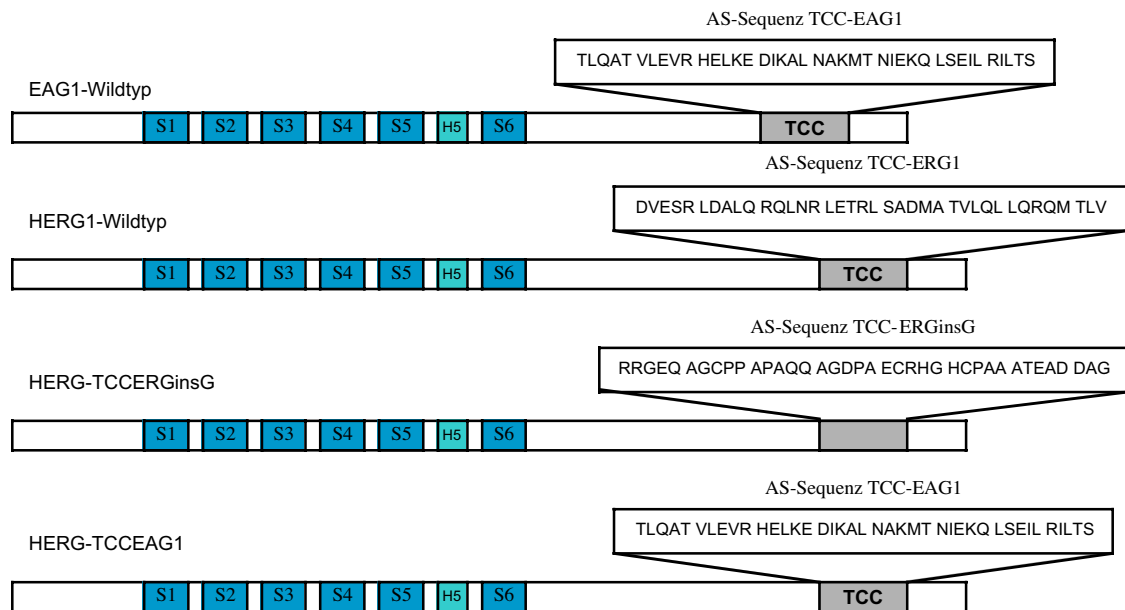 AS-Sequenz TCC-EAG1
TLQAT VLEVR HELKE DIKAL NAKMT NIEKQ LSEIL RILTS
EAG1-Wildtyp
S1 S2 S3 S4 S5 H5 S6 TCC
AS-Sequenz TCC-ERG1
DVESR LDALQ RQLNR LETRL SADMA TVLQL LQRQM TLV
HERG1-Wildtyp
S1 S2 S3 S4 S5 H5 S6 TCC
AS-Sequenz TCC-ERGinsG
RRGEQ AGCPP APAQQ AGDPA ECRHG HCPAA ATEAD DAG
HERG-TCCERGinsG
S1 S2 S3 S4 S5 H5 S6
AS-Sequenz TCC-EAG1
TLQAT VLEVR HELKE DIKAL NAKMT NIEKQ LSEIL RILTS
HERG-TCCEAG1
S1 S2 S3 S4 S5 H5 S6 TCC